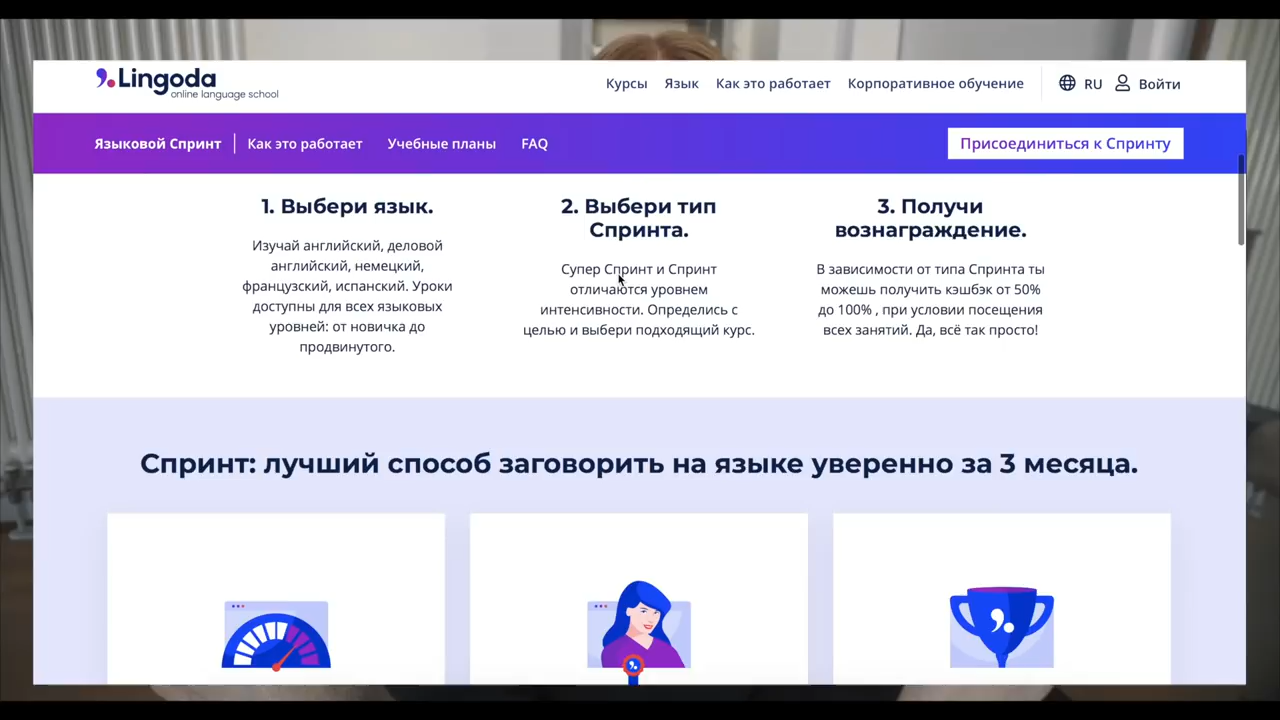 Lingoda
online language school
Курсы
Язык
Как это работает
Корпоративное обучение
RU
Войти
Языковой Спринт
Как это работает
Учебные планы
FAQ
Присоединиться к Спринту
1. Выбери язык.
Изучай английский, деловой
английский, немецкий,
французский, испанский. Уроки
доступны для всех языковых
уровней: от новичка до
продвинутого.
2. Выбери тип
Спринта.
Супер Спринт и Спринт
отличаются уровнем
интенсивности. Определись с
целью и выбери подходящий курс.
3. Получи
вознаграждение.
В зависимости от типа Спринта ты
можешь получить кэшбэк от 50%
до 100% , при условии посещения
всех занятий. Да, всё так просто!
Спринт: лучший способ заговорить на языке уверенно за 3 месяца.